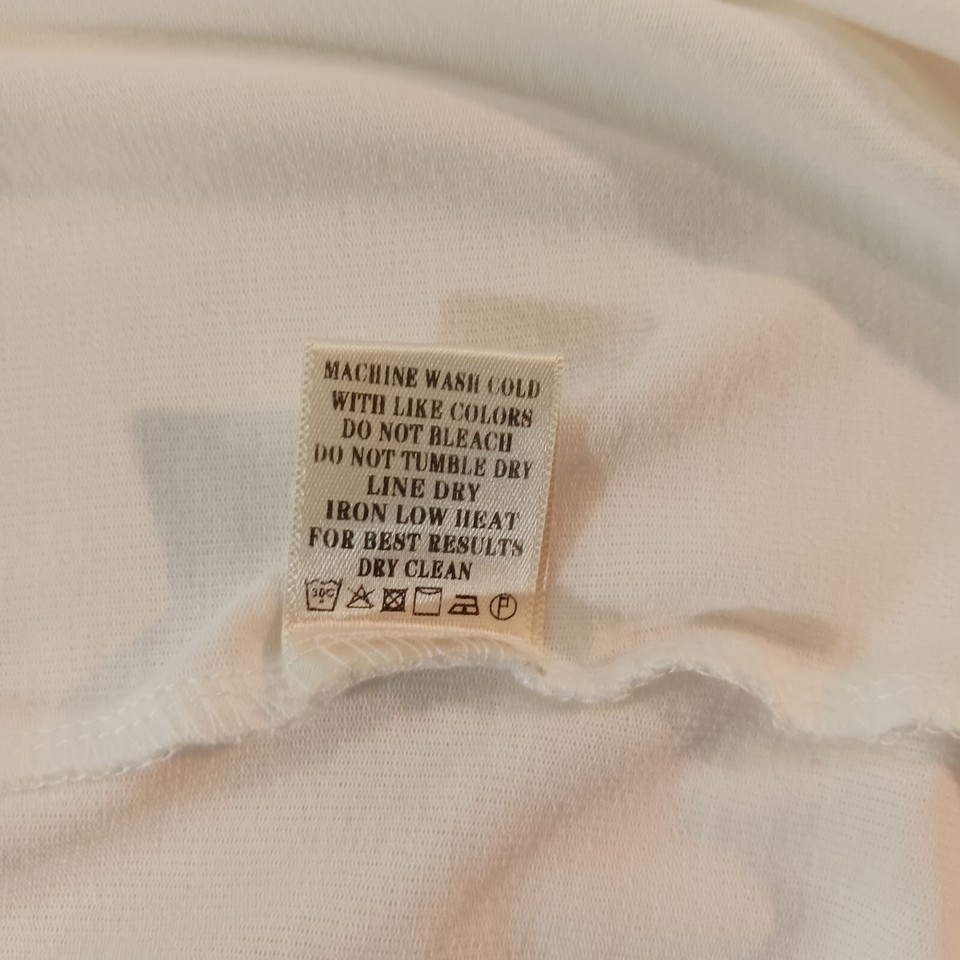 MACHINE WASH COLD
WITH LIKE COLORS
DO NOT BLEACH
DO NOT TUMBLE DRY
LINE DRY
IRON LOW HEAT
FOR BEST RESULTS
DRY CLEAN
30C P